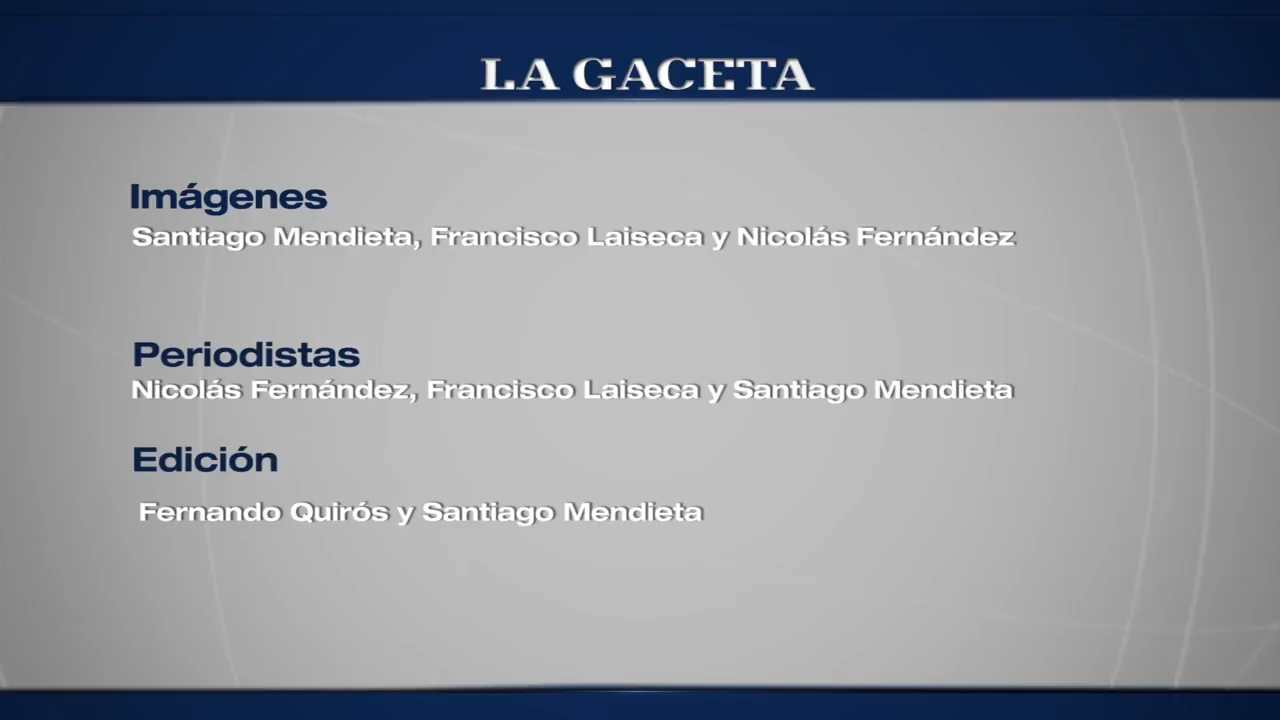 LA GACETA
Imágenes
Santiago Mendieta, Francisco Laiseca y Nicolás Fernández
Periodistas
Nicolás Fernández, Francisco Laiseca y Santiago Mendieta
Edición
Fernando Quirós y Santiago Mendieta